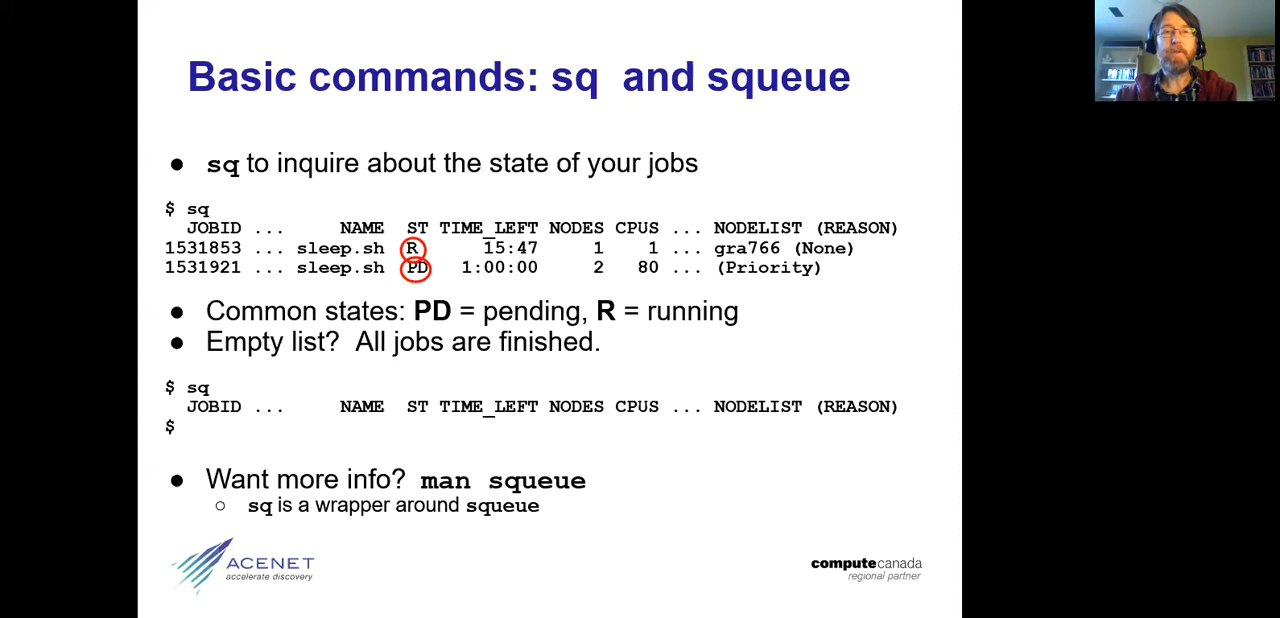 Basic commands: sq and squeue
● sq to inquire about the state of your jobs
$ sq
JOBID ... NAME ST TIME_LEFT NODES CPUS ... NODELIST (REASON)
1531853 ... sleep.sh R 15:47 1 1 ... gra766 (None)
1531921 ... sleep.sh PD 1:00:00 2 80 ... (Priority)
● Common states: PD = pending, R = running
● Empty list? All jobs are finished.
$ sq
JOBID ... NAME ST TIME_LEFT NODES CPUS ... NODELIST (REASON)
$
● Want more info? man squeue
○ sq is a wrapper around squeue
ACENET
accelerate discovery
computecanada
regional partner